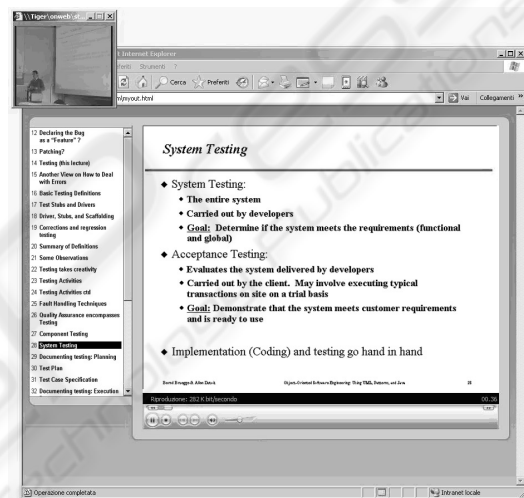 \\Tiger\onweb\st...
t Internet Explorer
feriti Strumenti ?
Cerca Preferiti
ml/myout.html
Vai Collegamenti »
12 Declaring the Bug
as a "Feature" ?
13 Patching?
14 Testing (this lecture)
15 Another View on How to Deal
with Errors
16 Basic Testing Definitions
17 Test Stubs and Drivers
18 Driver, Stubs, and Scaffolding
19 Corrections and regression
testing
20 Summary of Definitions
21 Some Observations
22 Testing takes creativity
23 Testing Activities
24 Testing Activities ctd
25 Fault Handling Techniques
26 Quality Assurance encompasses
Testing
27 Component Testing
28 System Testing
29 Documenting testing: Planning
30 Test Plan
31 Test Case Specification
32 Documenting testing: Execution
System Testing
◆ System Testing:
◆ The entire system
◆ Carried out by developers
◆ Goal: Determine if the system meets the requirements (functional
and global)
◆ Acceptance Testing:
◆ Evaluates the system delivered by developers
◆ Carried out by the client. May involve executing typical
transactions on site on a trial basis
◆ Goal: Demonstrate that the system meets customer requirements
and is ready to use
◆ Implementation (Coding) and testing go hand in hand
Object-Oriented Software Engineering: Using UML, Patterns, and Java 28
Riproduzione: 282 K bit/secondo 00.36
Operazione completata
Intranet locale